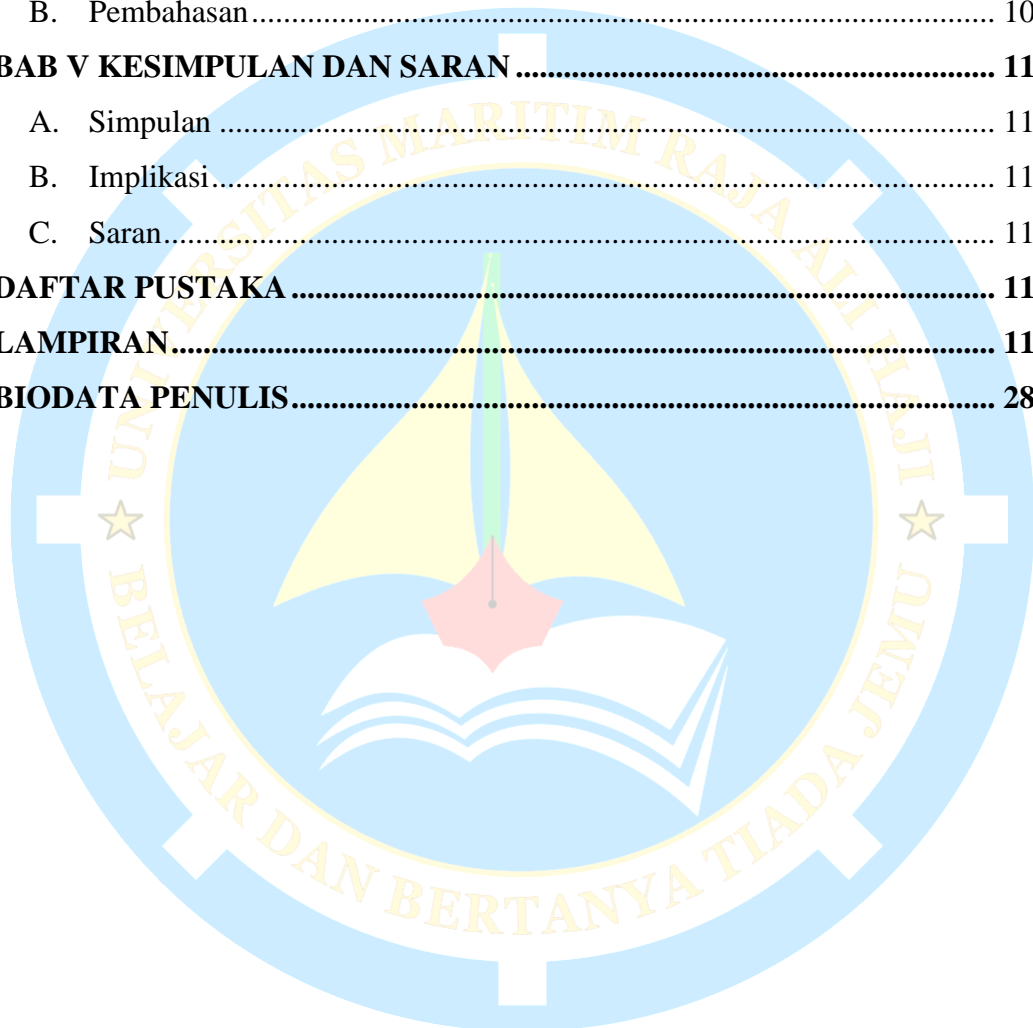 B. Pembahasan ............................................................................................. 10
BAB V KESIMPULAN DAN SARAN ............................................................ 11
A. Simpulan ................................................................................................. 11
B. Implikasi .................................................................................................. 11
C. Saran ........................................................................................................ 11
DAFTAR PUSTAKA ........................................................................................ 11
LAMPIRAN ....................................................................................................... 11
BIODATA PENULIS ........................................................................................ 28
UNIVERSITAS MARITIM RAJA ALI HAJI
BELAJAR DAN BERTANYA TIADA JEMU